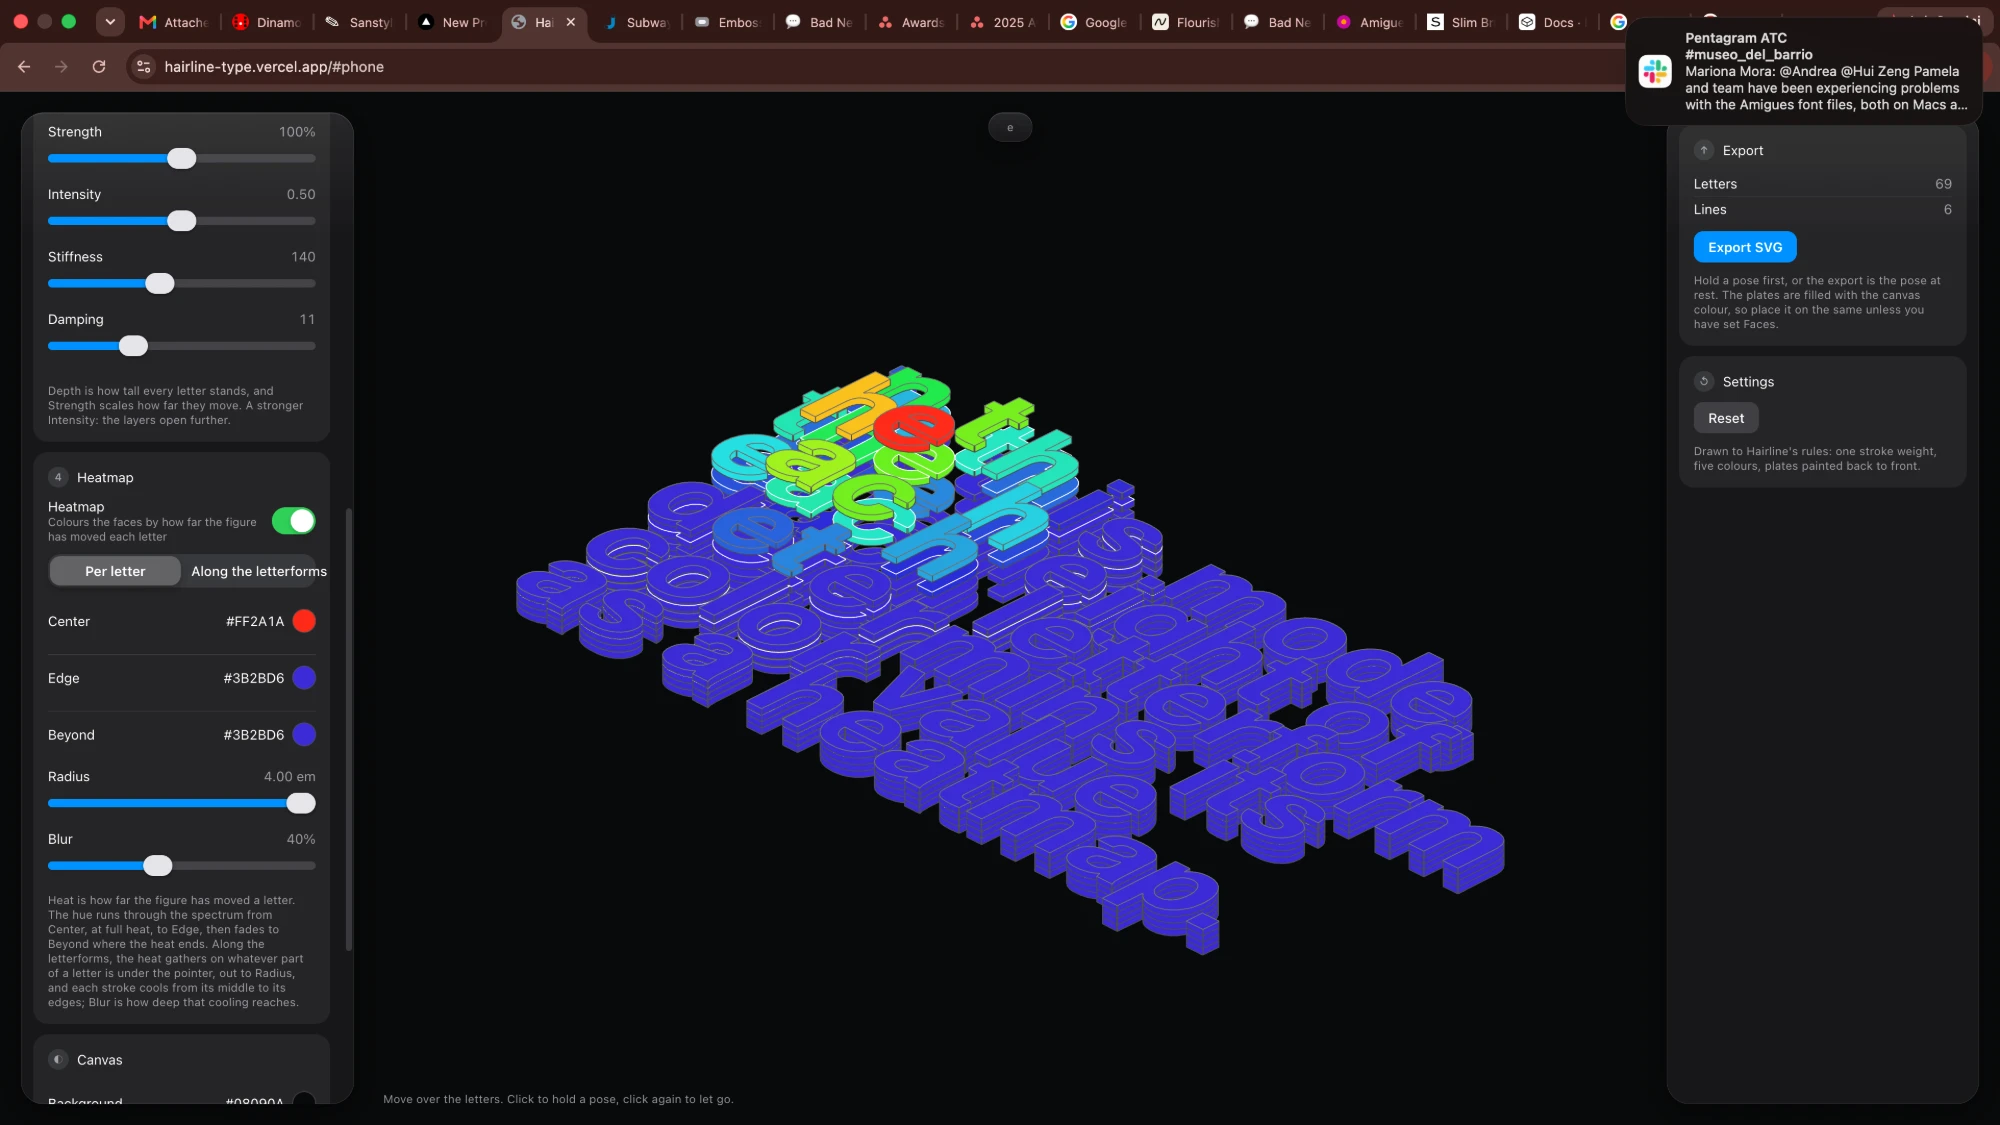 Attache
Dinamo
Sansty
New Pr
Hai
Subwa
Embos
Bad Ne
Awards
2025 A
Google
Flouris
Bad Ne
Amigue
Slim Br
Docs ·
hairline-type.vercel.app/#phone
Pentagram ATC
#museo_del_barrio
Mariona Mora: @Andrea @Hui Zeng Pamela
and team have been experiencing problems
with the Amigues font files, both on Macs a...
Strength 100%
Intensity 0.50
Stiffness 140
Damping 11
Depth is how tall every letter stands, and
Strength scales how far they move. A stronger
Intensity: the layers open further.
4 Heatmap
Heatmap
Colours the faces by how far the figure
has moved each letter
Per letter Along the letterforms
Center #FF2A1A
Edge #3B2BD6
Beyond #3B2BD6
Radius 4.00 em
Blur 40%
Heat is how far the figure has moved a letter.
The hue runs through the spectrum from
Center, at full heat, to Edge, then fades to
Beyond where the heat ends. Along the
letterforms, the heat gathers on whatever part
of a letter is under the pointer, out to Radius,
and each stroke cools from its middle to its
edges; Blur is how deep that cooling reaches.
Canvas
Background #08090A
e
Move over the letters. Click to hold a pose, click again to let go.
Export
Letters 69
Lines 6
Export SVG
Hold a pose first, or the export is the pose at
rest. The plates are filled with the canvas
colour, so place it on the same unless you
have set Faces.
Settings
Reset
Drawn to Hairline's rules: one stroke weight,
five colours, plates painted back to front.